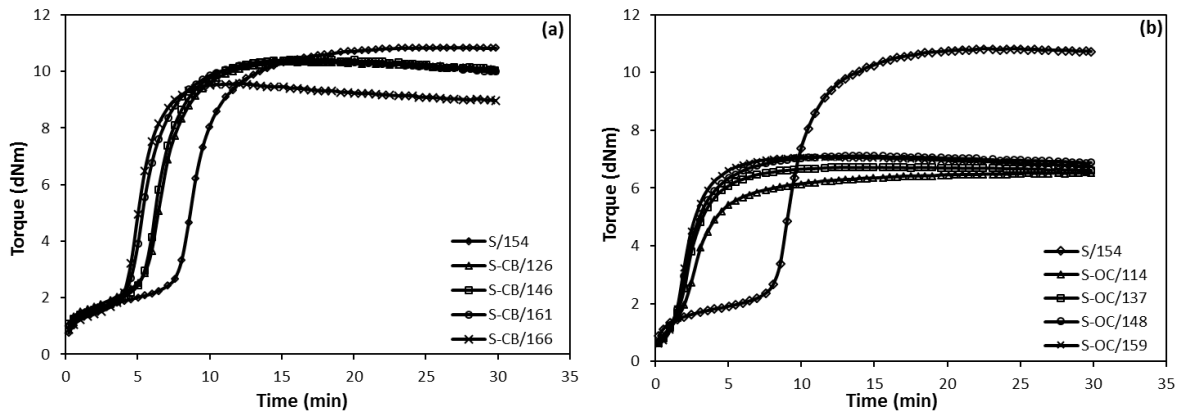 (a)
Torque (dNm)
12
10
8
6
4
2
0
0 5 10 15 20 25 30 35
Time (min)
S/154
S-CB/126
S-CB/146
S-CB/161
S-CB/166
(b)
Torque (dNm)
12
10
8
6
4
2
0
0 5 10 15 20 25 30 35
Time (min)
S/154
S-OC/114
S-OC/137
S-OC/148
S-OC/159